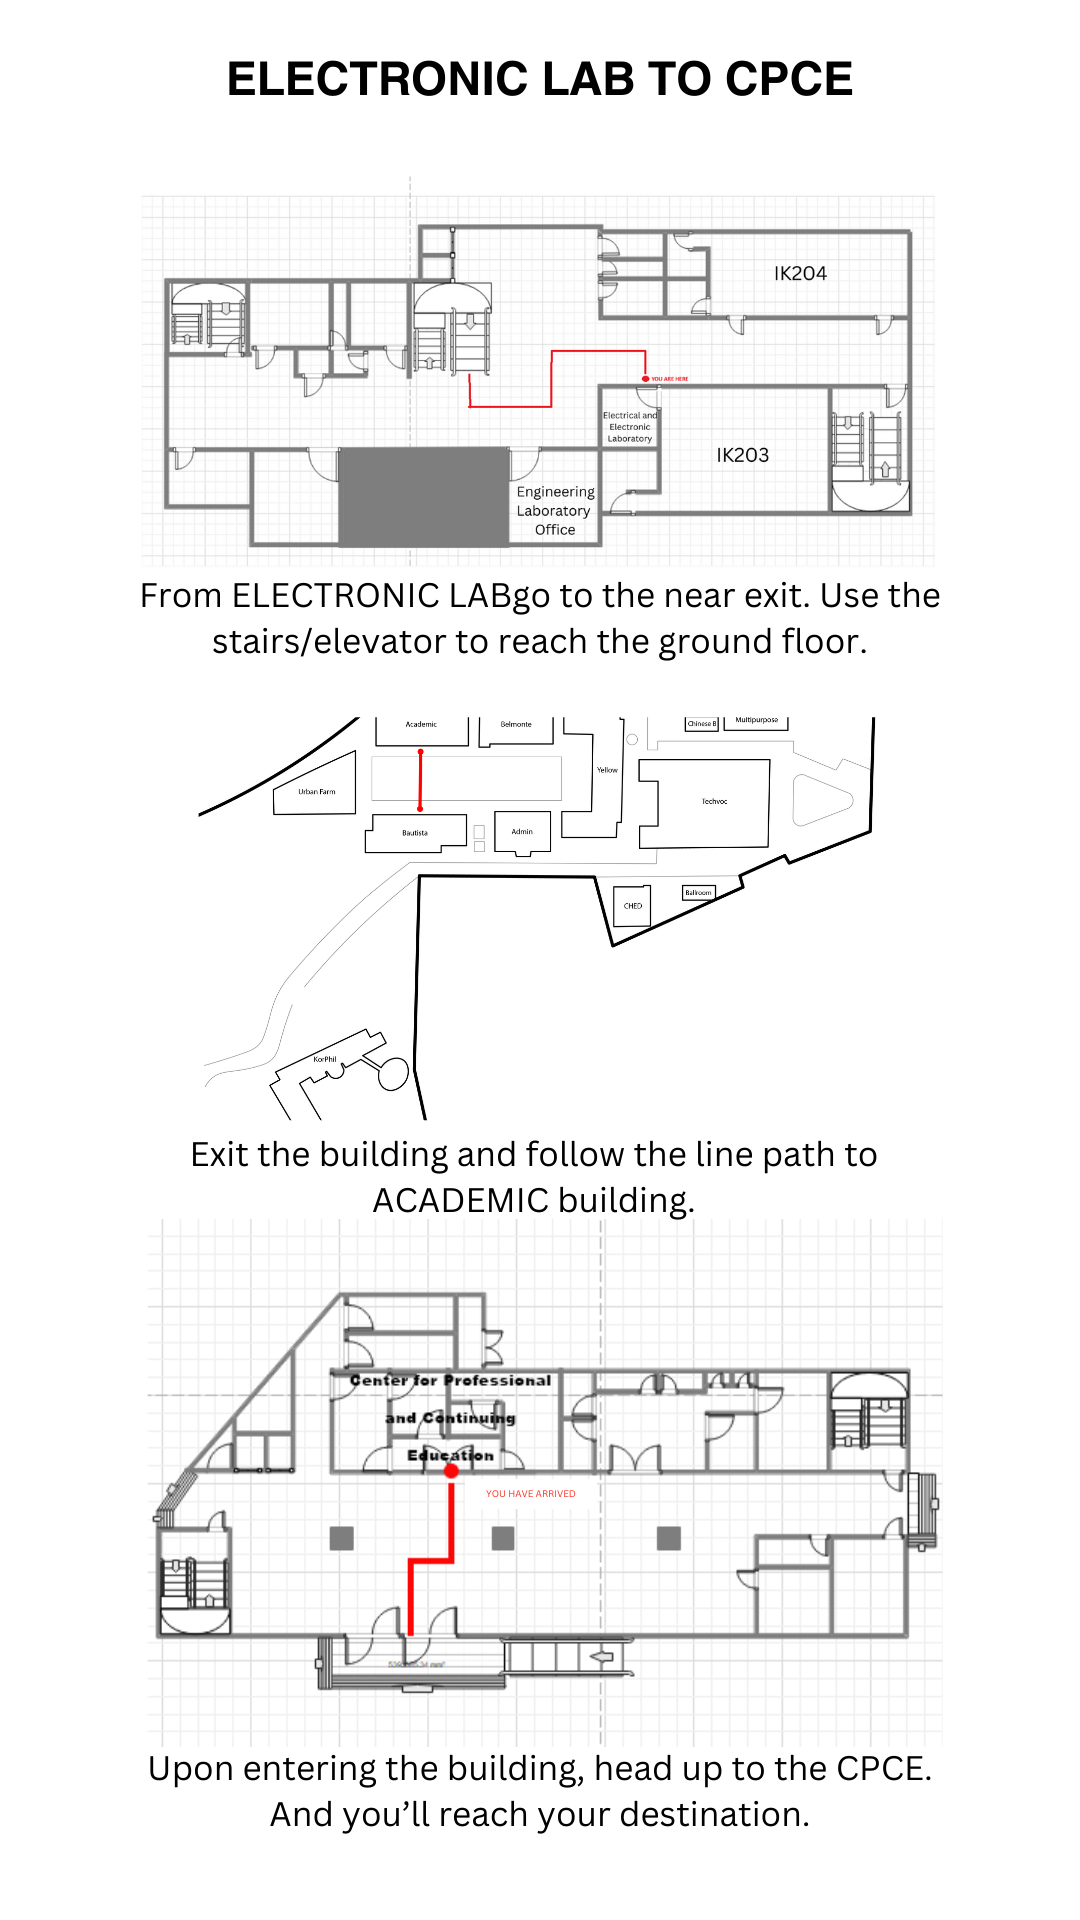 ELECTRONIC LAB TO CPCE
IK204
YOU ARE HERE
Electrical and
Electronic
Laboratory
IK203
Engineering
Laboratory
Office
From ELECTRONIC LABgo to the near exit. Use the
stairs/elevator to reach the ground floor.
Academic
Belmonte
Chinese B
Multipurpose
Urban Farm
Yellow
Techvoc
Bautista
Admin
CHED
Ballroom
KorPhil
Exit the building and follow the line path to
ACADEMIC building.
Center for Professional
and Continuing
Education
YOU HAVE ARRIVED
Upon entering the building, head up to the CPCE.
And you’ll reach your destination.